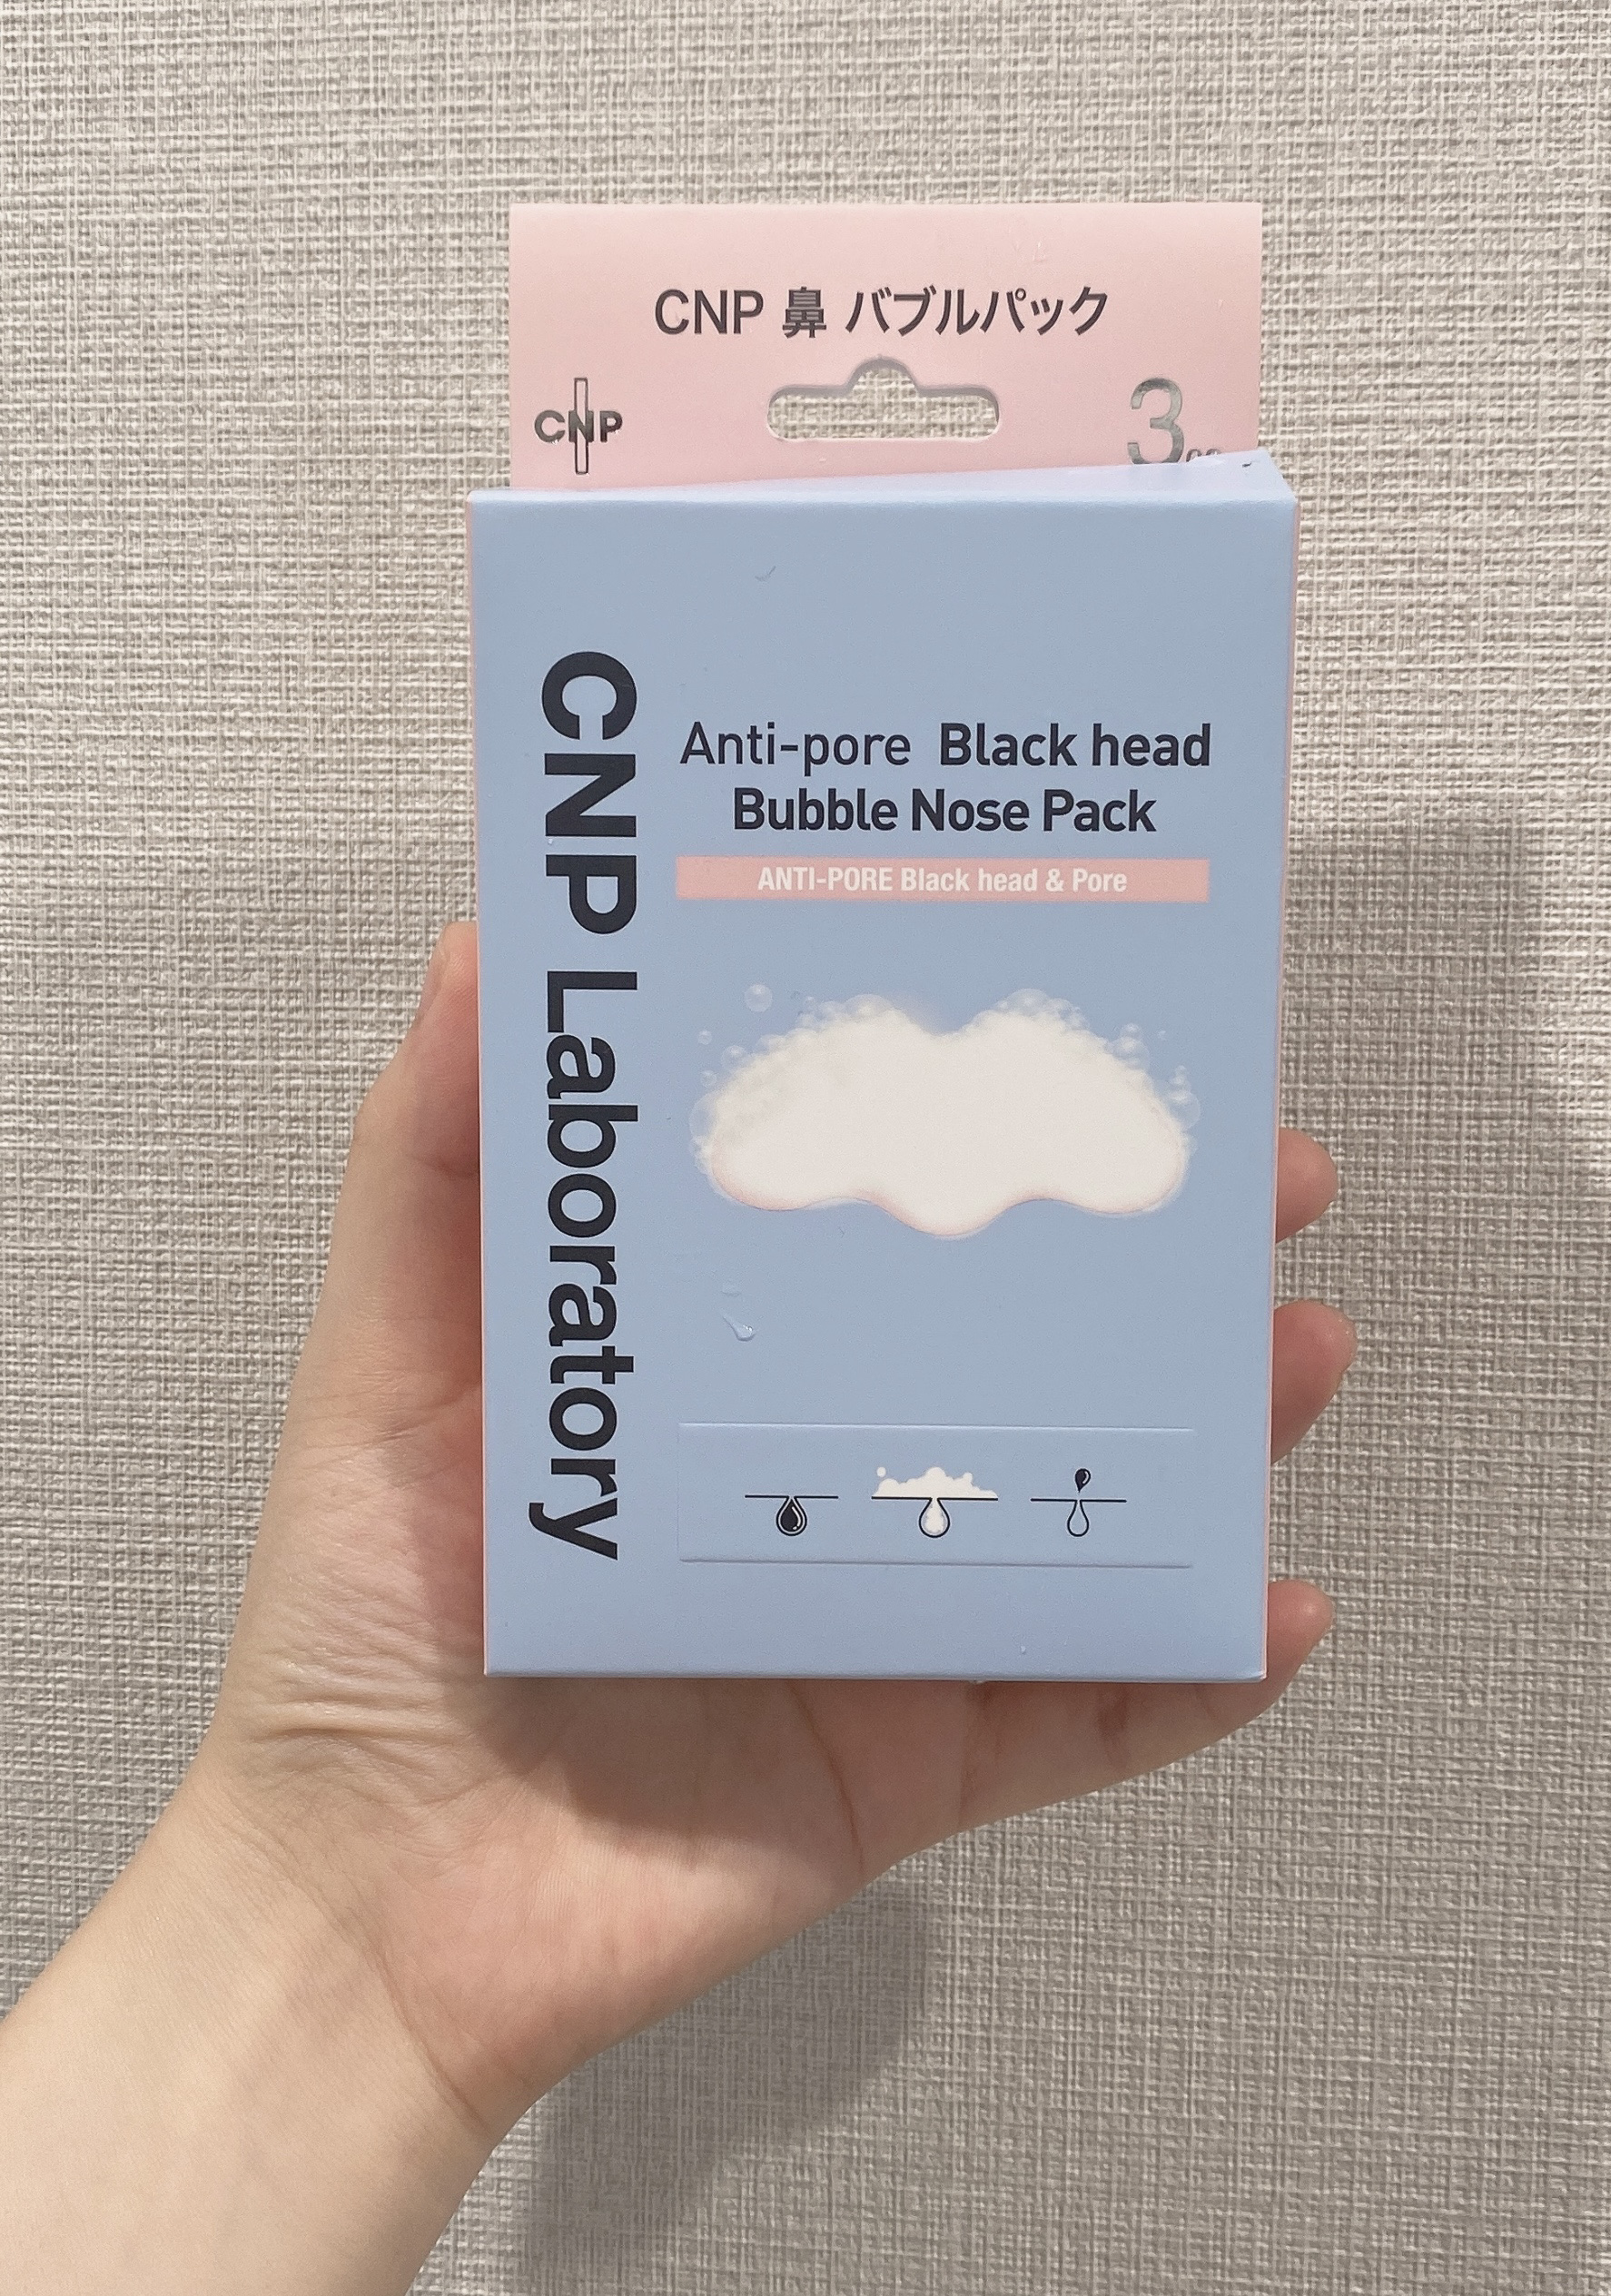 CNP 鼻 バブルパック
CNP
3
CNP Laboratory
Anti-pore Black head
Bubble Nose Pack
ANTI-PORE Black head & Pore